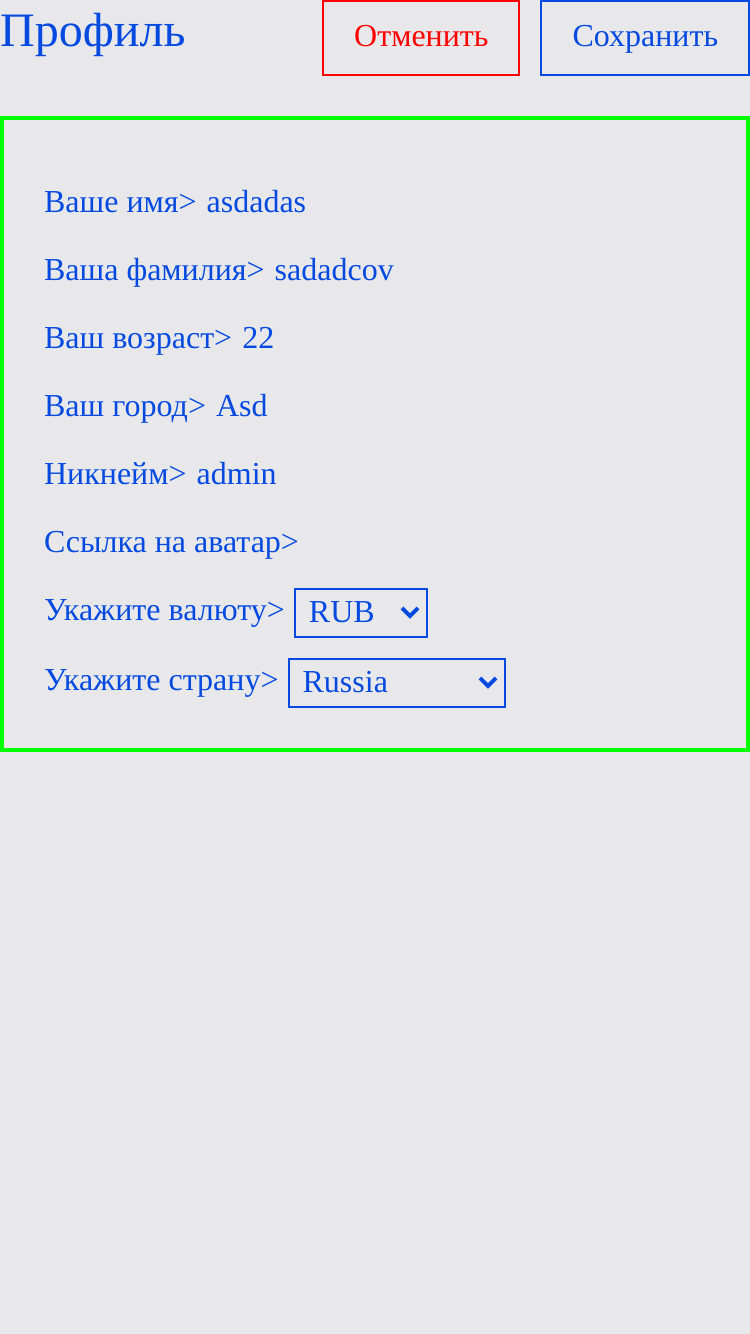 Профиль
Отменить
Сохранить
Ваше имя> asdadas
Ваша фамилия> sadadcov
Ваш возраст> 22
Ваш город> Asd
Никнейм> admin
Ссылка на аватар>
Укажите валюту> RUB
Укажите страну> Russia